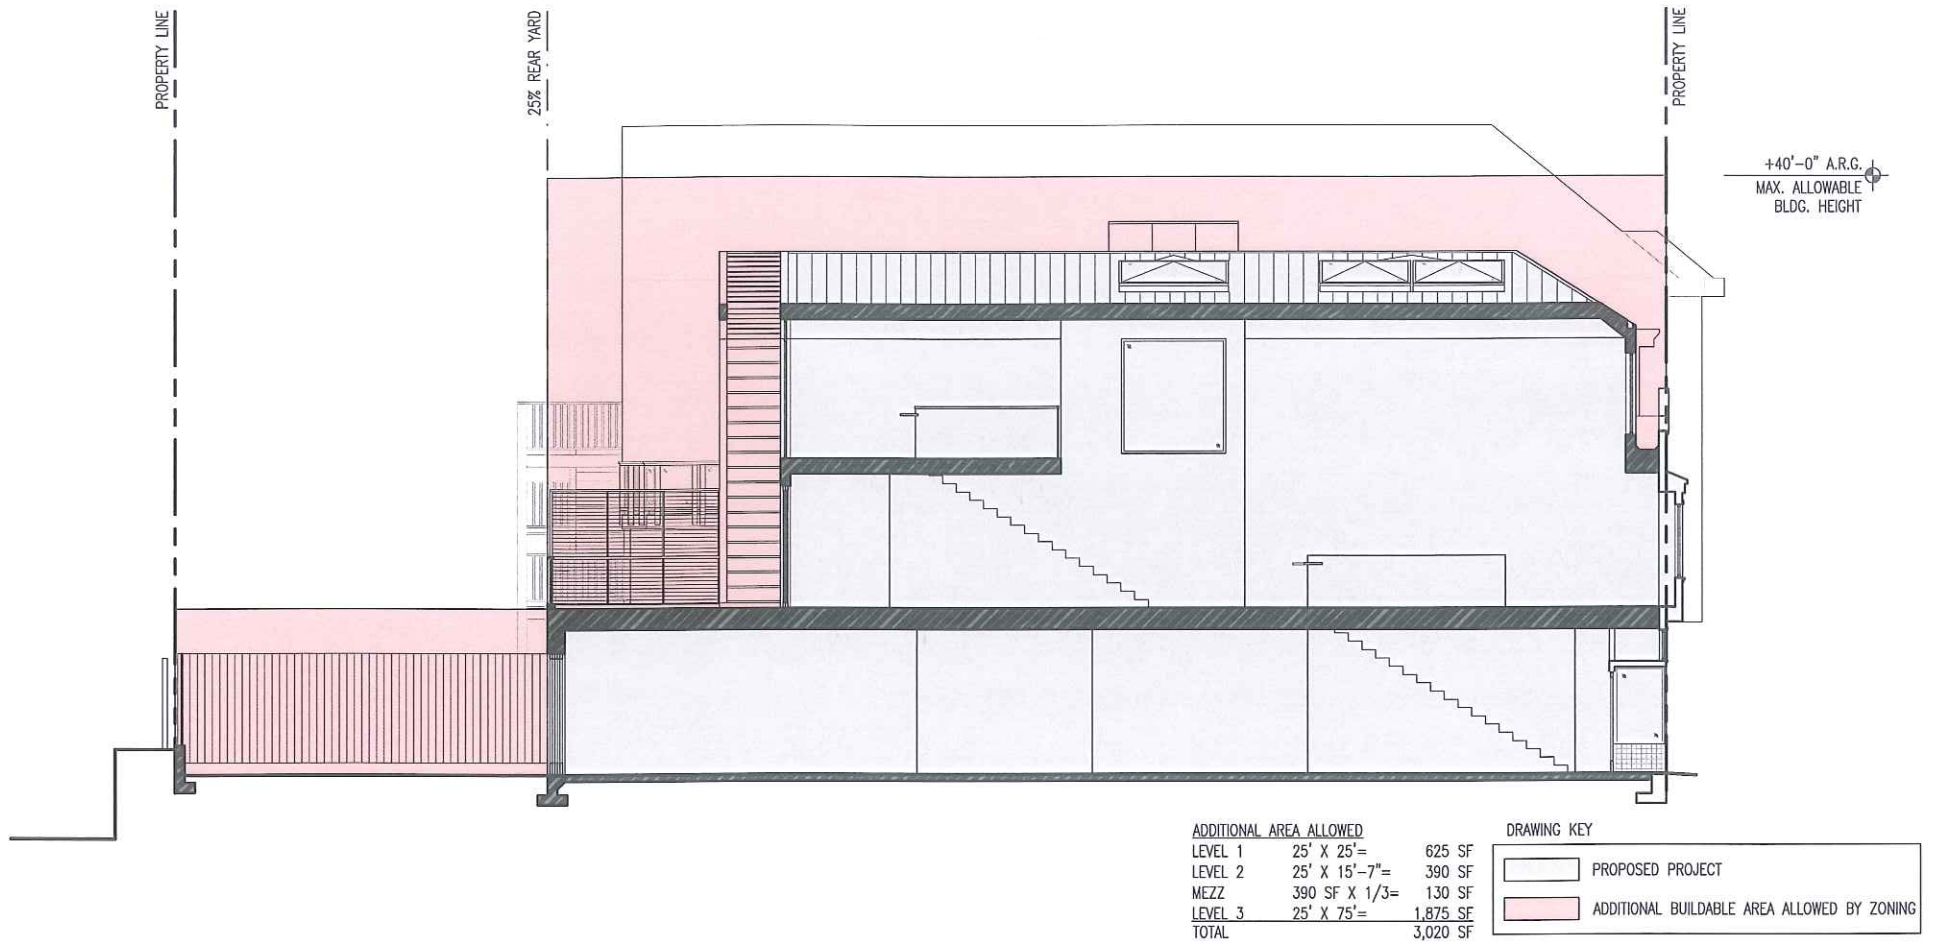 PROPERTY LINE
25% REAR YARD
PROPERTY LINE
+40'-0" A.R.G.
MAX. ALLOWABLE
BLDG. HEIGHT
ADDITIONAL AREA ALLOWED
LEVEL 1 25' X 25'= 625 SF
LEVEL 2 25' X 15'-7"= 390 SF
MEZZ 390 SF X 1/3= 130 SF
LEVEL 3 25' X 75'= 1,875 SF
TOTAL 3,020 SF
DRAWING KEY
PROPOSED PROJECT
ADDITIONAL BUILDABLE AREA ALLOWED BY ZONING